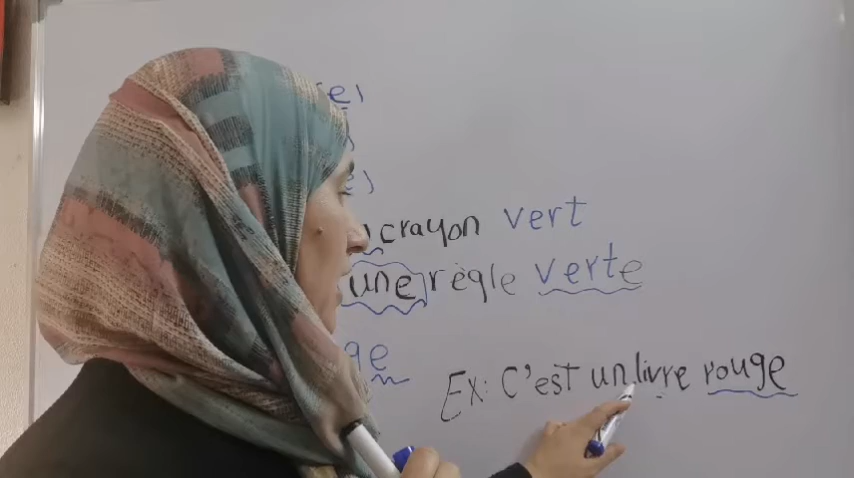 (e)
)
e)
crayon vert
une règle verte
ge
Ex: C'est un livre rouge